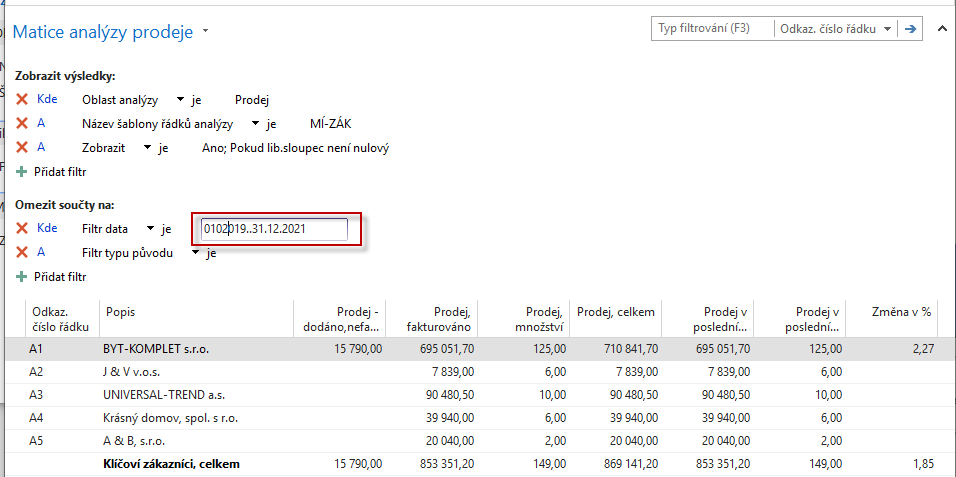 Matice analýzy prodeje
Typ filtrování (F3) Odkaz. číslo řádku
Zobrazit výsledky:
Kde Oblast analýzy je Prodej
A Název šablony řádků analýzy je MÍ-ZÁK
A Zobrazit je Ano; Pokud lib.sloupec není nulový
Přidat filtr
Omezit součty na:
Kde Filtr data je 0102019..31.12.2021
A Filtr typu původu je
Přidat filtr
Odkaz. číslo řádku Popis Prodej - dodáno,nefa... Prodej, fakturováno Prodej, množství Prodej, celkem Prodej v poslední... Prodej v poslední... Změna v %
A1 BYT-KOMPLET s.r.o. 15 790,00 695 051,70 125,00 710 841,70 695 051,70 125,00 2,27
A2 J & V v.o.s. 7 839,00 6,00 7 839,00 7 839,00 6,00
A3 UNIVERSAL-TREND a.s. 90 480,50 10,00 90 480,50 90 480,50 10,00
A4 Krásný domov, spol. s r.o. 39 940,00 6,00 39 940,00 39 940,00 6,00
A5 A & B, s.r.o. 20 040,00 2,00 20 040,00 20 040,00 2,00
Klíčoví zákazníci, celkem 15 790,00 853 351,20 149,00 869 141,20 853 351,20 149,00 1,85